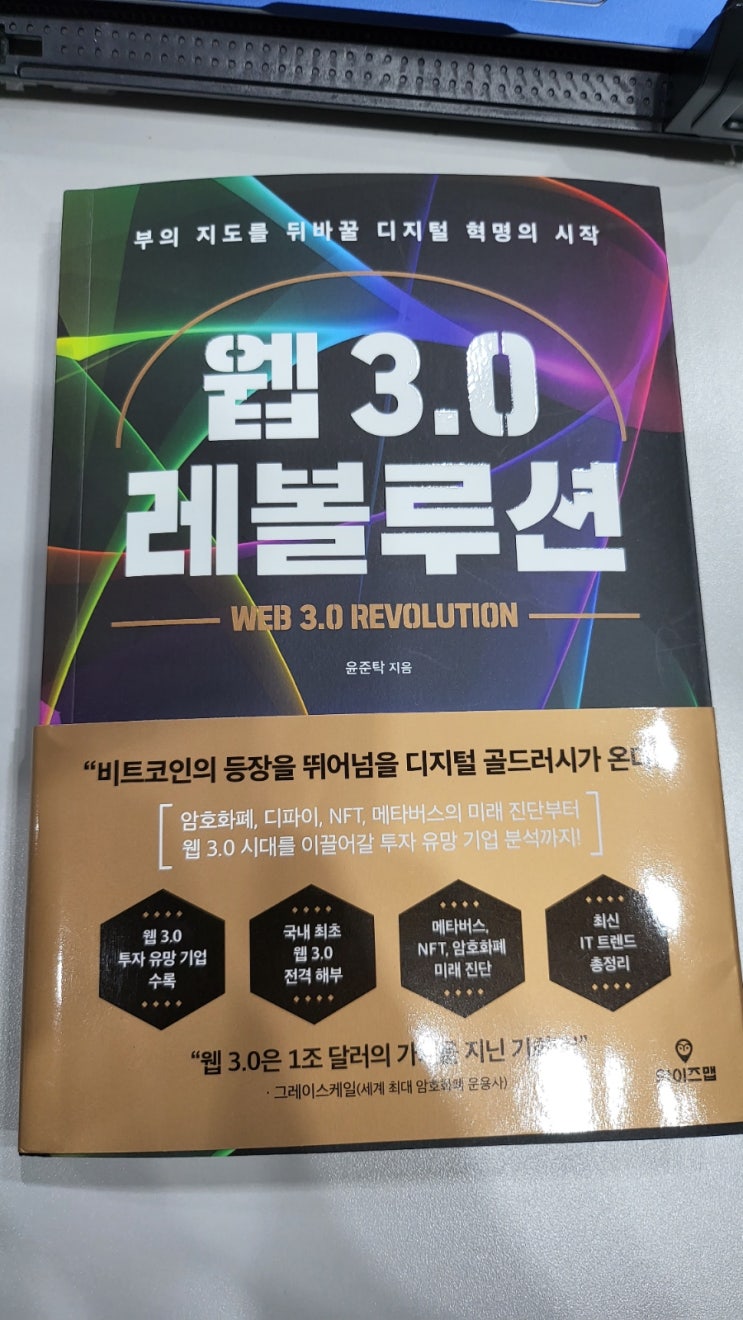 부의 지도를 뒤바꿀 디지털 혁명의 시작
웹 3.0
레볼루션
WEB 3.0 REVOLUTION
윤준탁 지음
“비트코인의 등장을 뛰어넘을 디지털 골드러시가 온다”
암호화폐, 디파이, NFT, 메타버스의 미래 진단부터
웹 3.0 시대를 이끌어갈 투자 유망 기업 분석까지!
웹 3.0
투자 유망 기업
수록
국내 최초
웹 3.0
전격 해부
메타버스,
NFT, 암호화폐
미래 진단
최신
IT 트렌드
총정리
“웹 3.0은 1조 달러의 지닌
· 그레이스케일(세계 최대 암호화폐 운용사)
와이즈맵